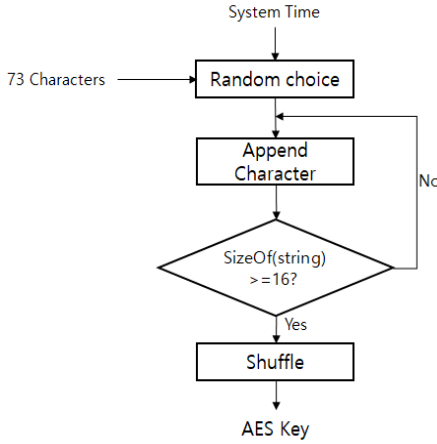 System Time
73 Characters
Random choice
Append
Character
No
SizeOf(string)
>=16?
Yes
Shuffle
AES Key